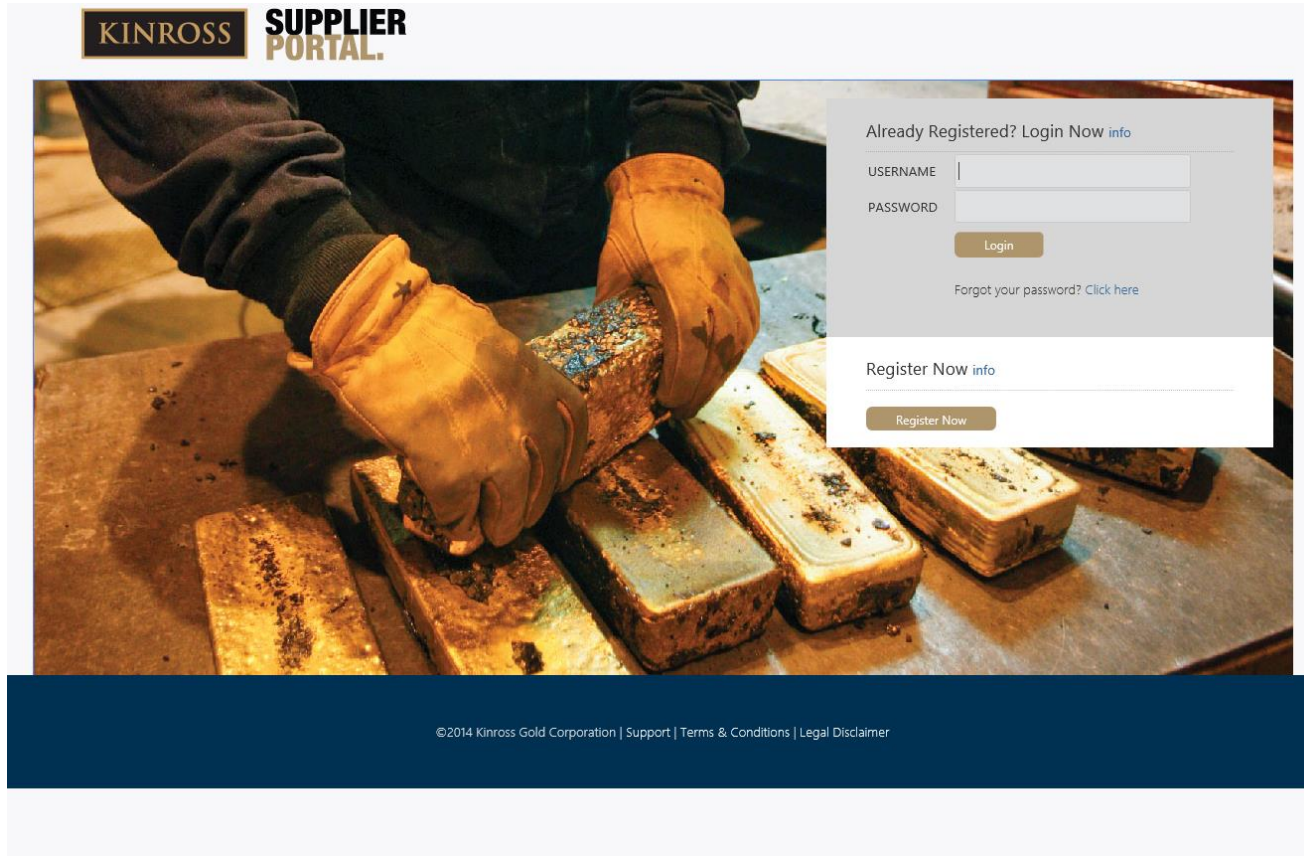 KINROSS
SUPPLIER
PORTAL.
Already Registered? Login Now info
USERNAME
PASSWORD
Login
Forgot your password? Click here
Register Now info
Register Now
©2014 Kinross Gold Corporation | Support | Terms & Conditions | Legal Disclaimer